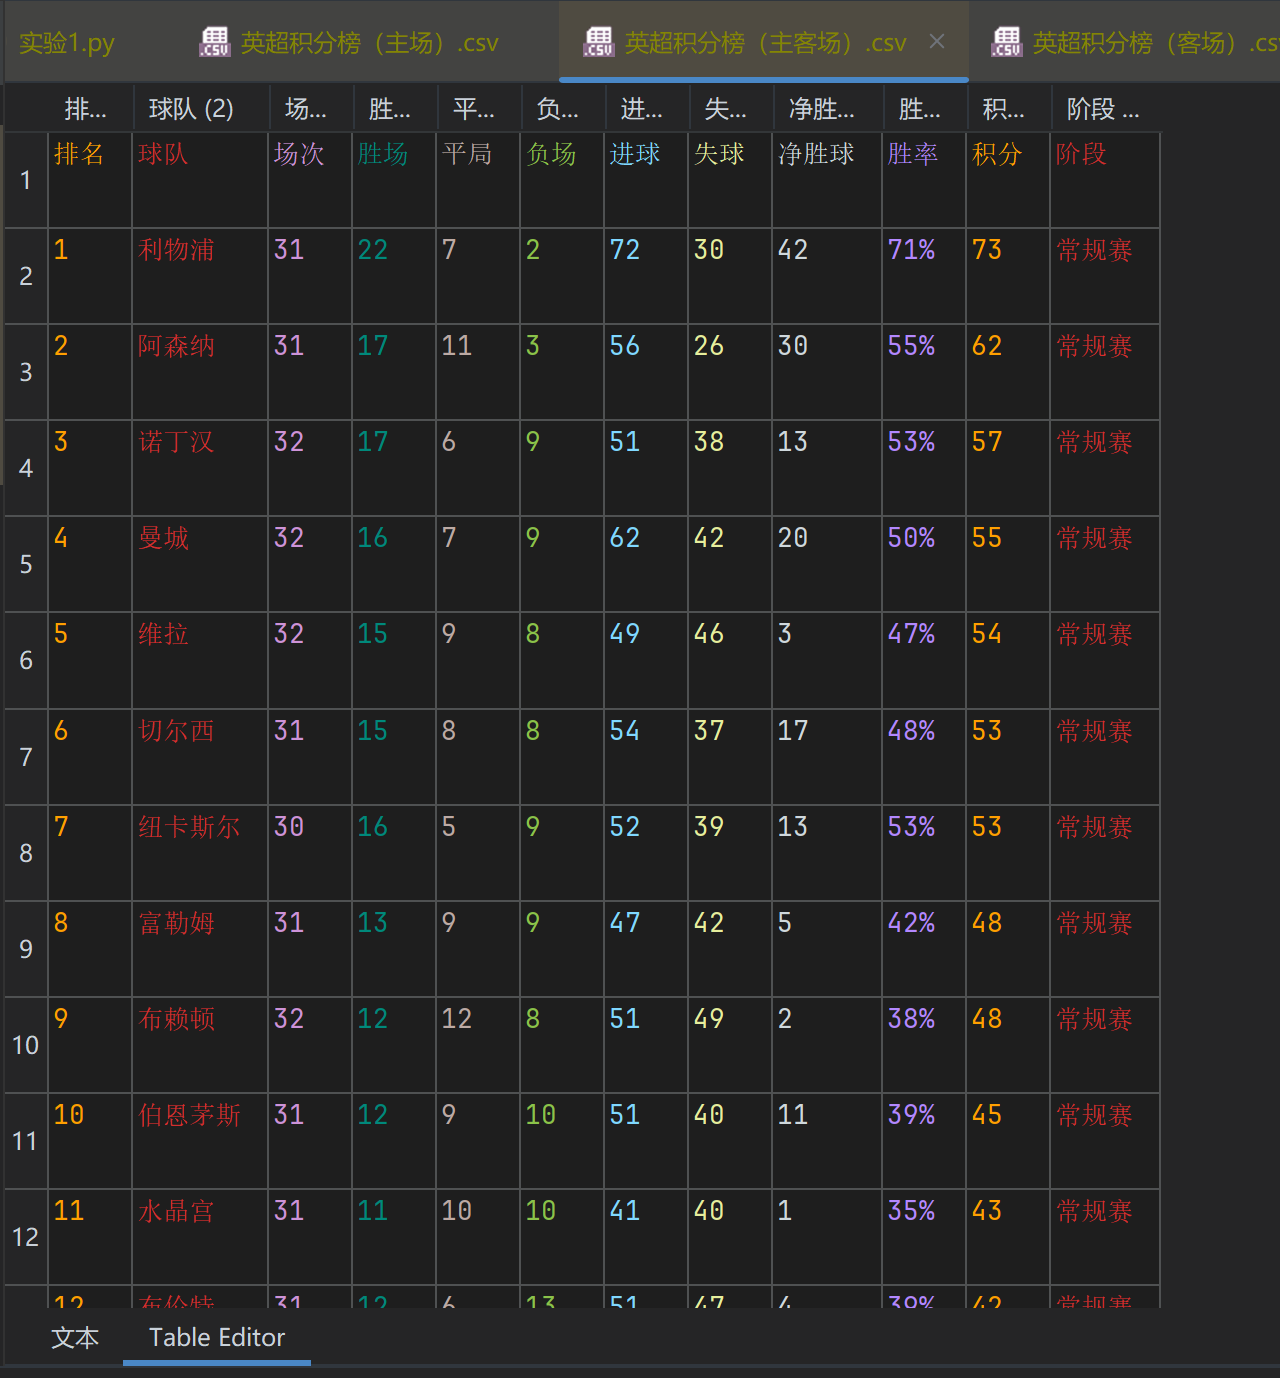 实验1.py 英超积分榜（主场）.csv 英超积分榜（主客场）.csv 英超积分榜（客场）.cs
排... 球队 (2) 场... 胜... 平... 负... 进... 失... 净胜... 胜... 积... 阶段 ...
1 排名 球队 场次 胜场 平局 负场 进球 失球 净胜球 胜率 积分 阶段
2 1 利物浦 31 22 7 2 72 30 42 71% 73 常规赛
3 2 阿森纳 31 17 11 3 56 26 30 55% 62 常规赛
4 3 诺丁汉 32 17 6 9 51 38 13 53% 57 常规赛
5 4 曼城 32 16 7 9 62 42 20 50% 55 常规赛
6 5 维拉 32 15 9 8 49 46 3 47% 54 常规赛
7 6 切尔西 31 15 8 8 54 37 17 48% 53 常规赛
8 7 纽卡斯尔 30 16 5 9 52 39 13 53% 53 常规赛
9 8 富勒姆 31 13 9 9 47 42 5 42% 48 常规赛
10 9 布赖顿 32 12 12 8 51 49 2 38% 48 常规赛
11 10 伯恩茅斯 31 12 9 10 51 40 11 39% 45 常规赛
12 11 水晶宫 31 11 10 10 41 40 1 35% 43 常规赛
12 布伦特 31 12 6 13 51 47 4 39% 42 常规赛
文本 Table Editor